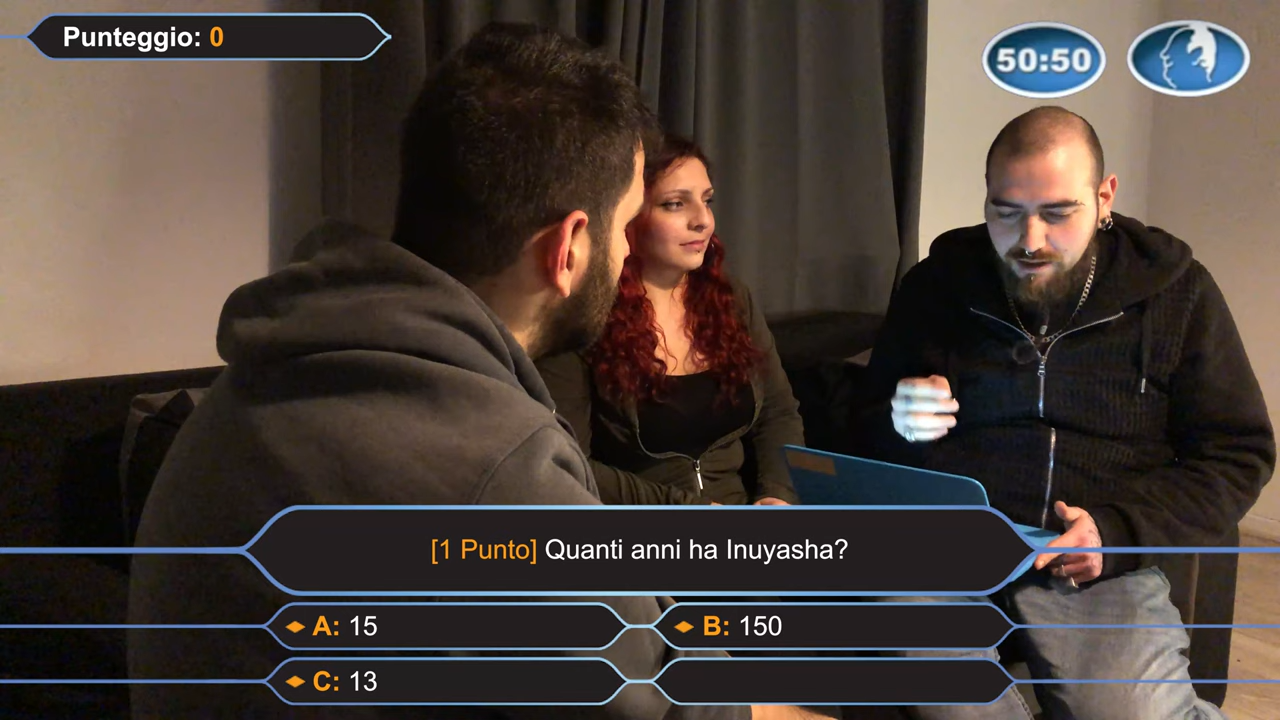 Punteggio: 0
50:50
[1 Punto] Quanti anni ha Inuyasha?
A: 15
B: 150
C: 13